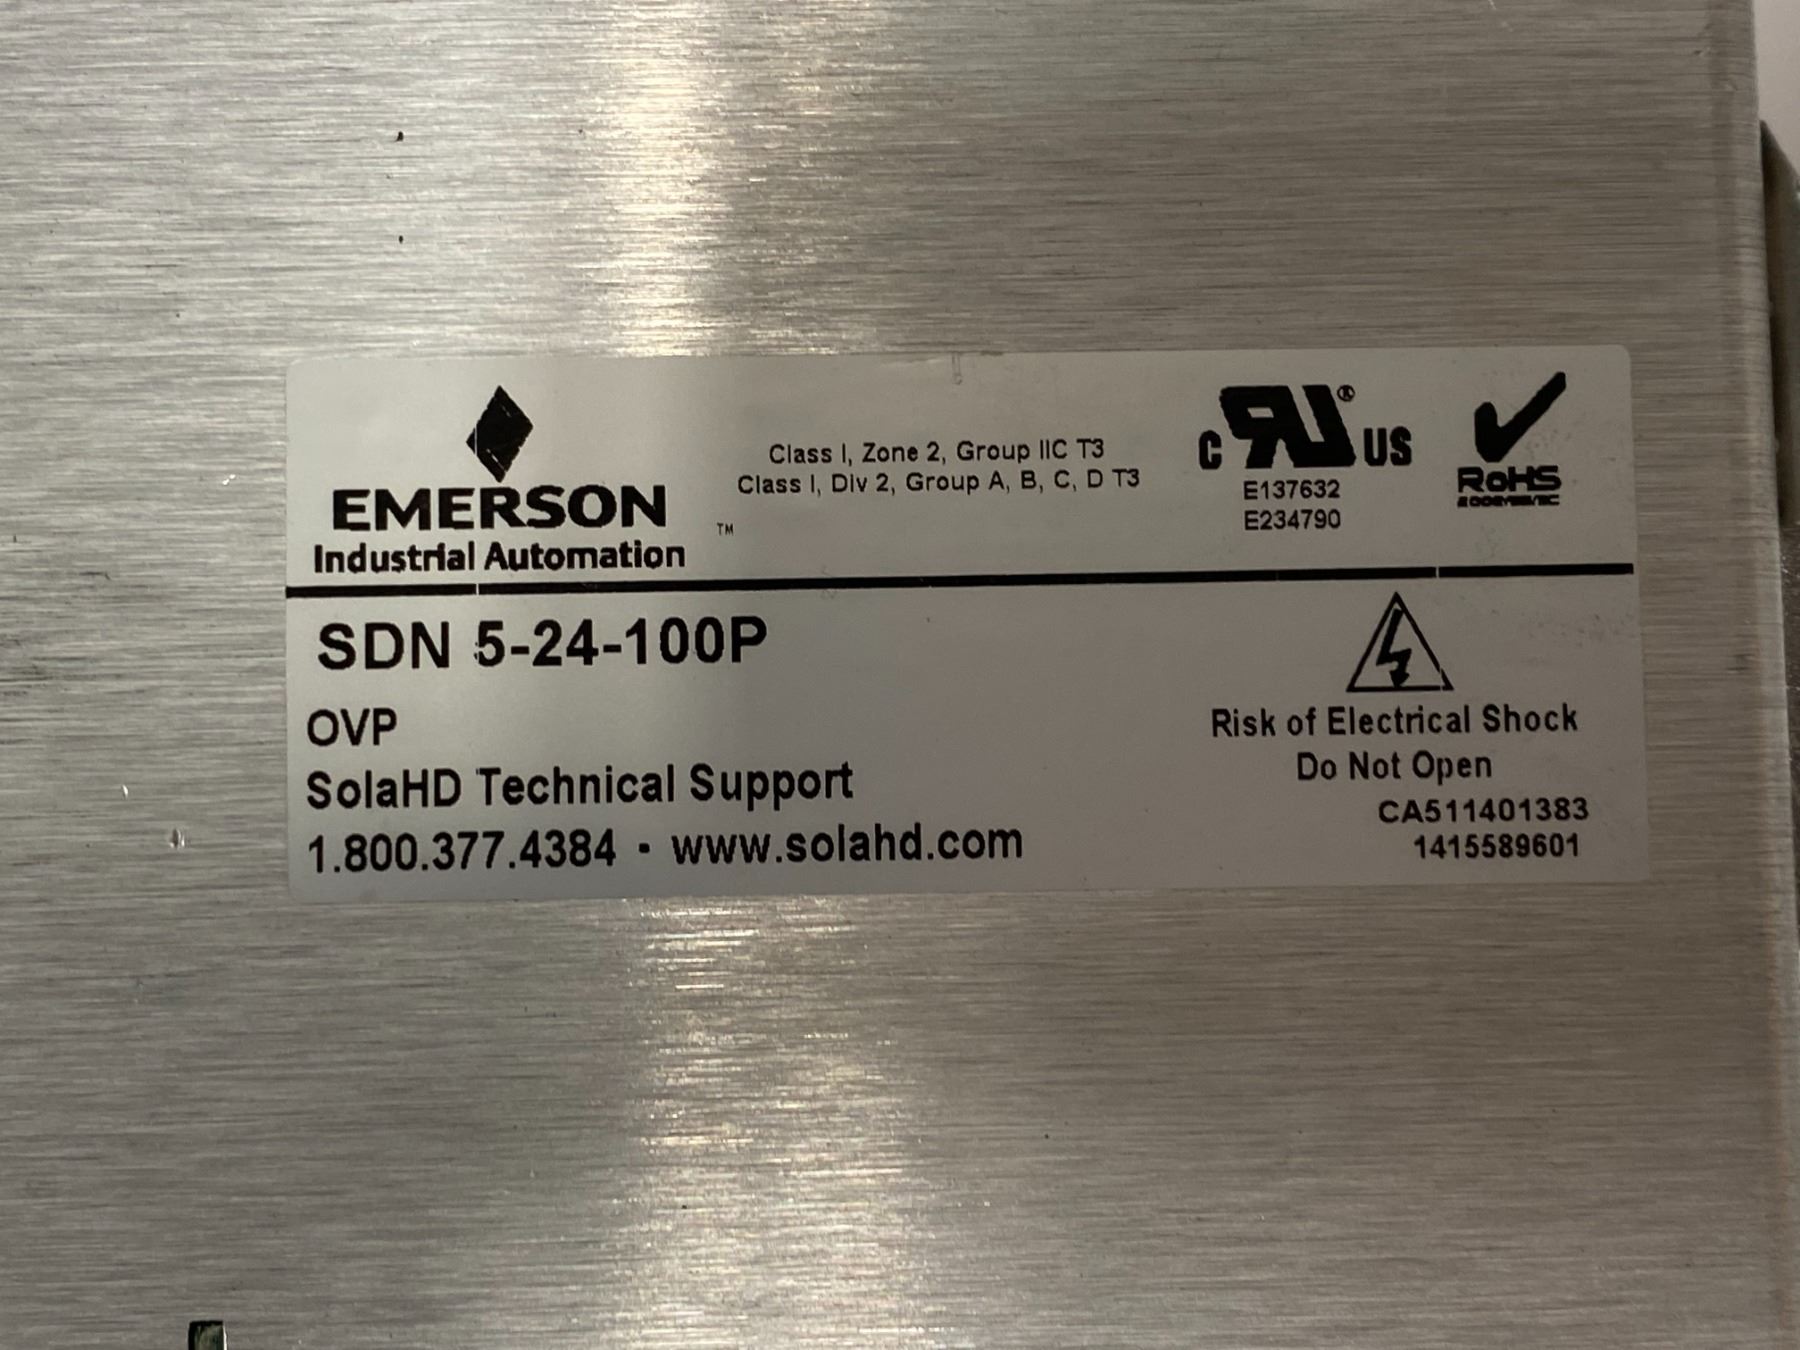 EMERSON
™
Industrial Automation
Class I, Zone 2, Group IIC T3
Class I, Div 2, Group A, B, C, D T3
C RU® US
E137632
E234790
RoHS
SDN 5-24-100P
OVP
SolaHD Technical Support
1.800.377.4384 • www.solahd.com
Risk of Electrical Shock
Do Not Open
CA511401383
1415589601